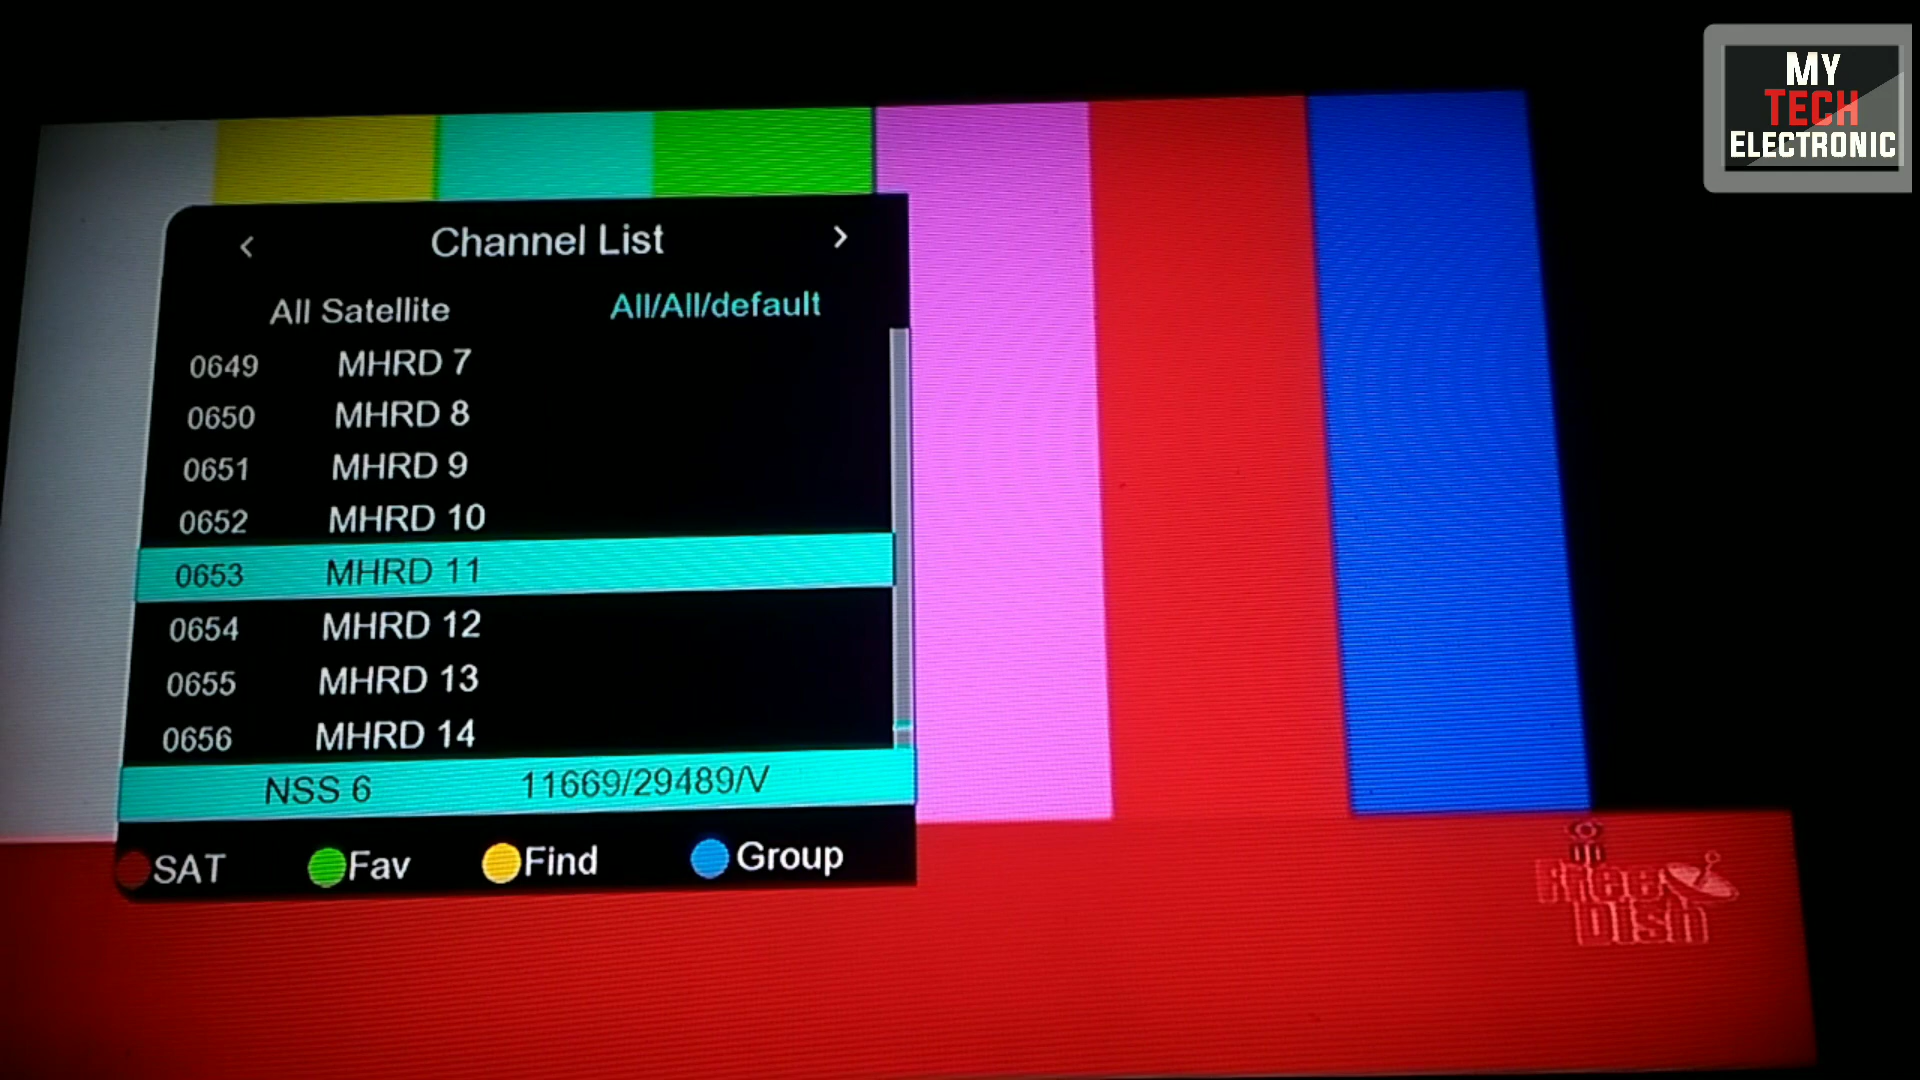 MY
TECH
ELECTRONIC
Channel List
All Satellite All/All/default
0649 MHRD 7
0650 MHRD 8
0651 MHRD 9
0652 MHRD 10
0653 MHRD 11
0654 MHRD 12
0655 MHRD 13
0656 MHRD 14
NSS 6 11669/29489/V
SAT Fav Find Group
Free
Dish